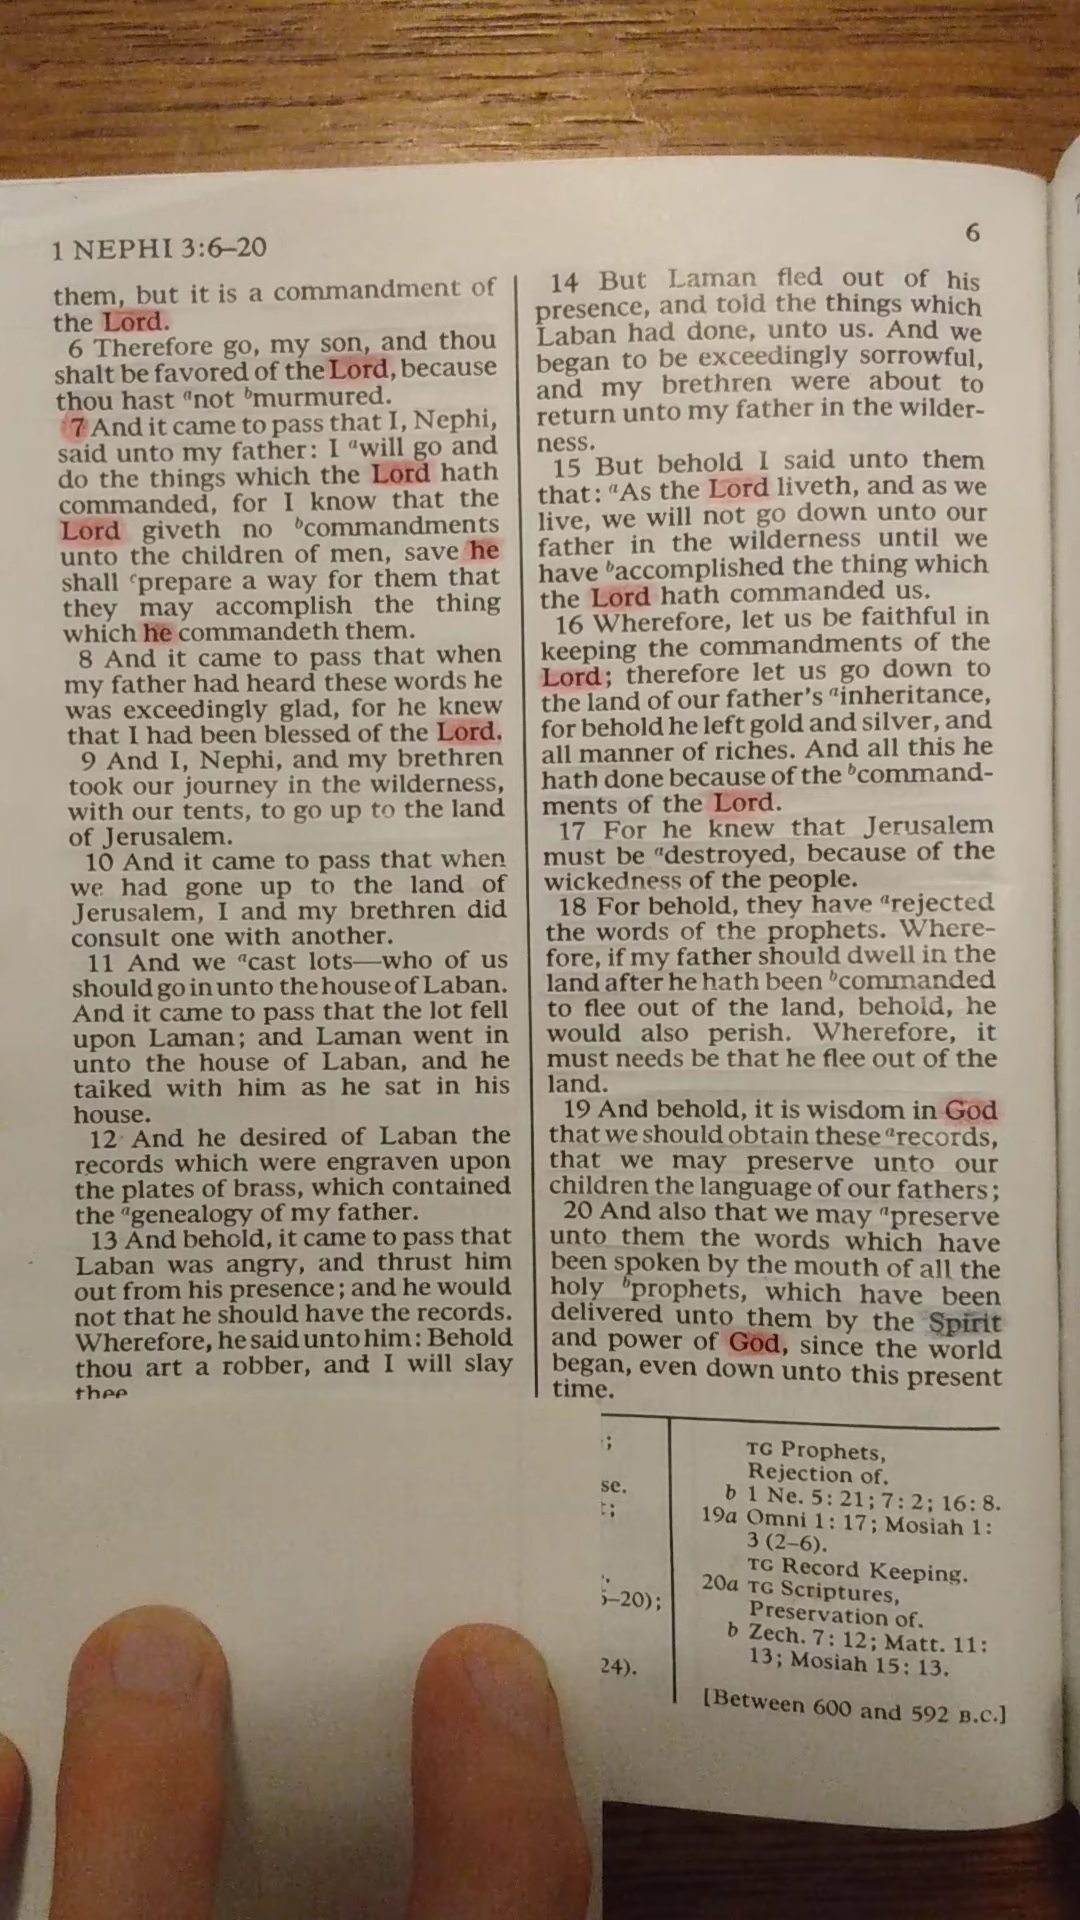 1 NEPHI 3:6–20
6
them, but it is a commandment of
the Lord.
6 Therefore go, my son, and thou
shalt be favored of the Lord, because
thou hast ᵃnot ᵇmurmured.
7 And it came to pass that I, Nephi,
said unto my father: I ᵃwill go and
do the things which the Lord hath
commanded, for I know that the
Lord giveth no ᵇcommandments
unto the children of men, save he
shall ᶜprepare a way for them that
they may accomplish the thing
which he commandeth them.
8 And it came to pass that when
my father had heard these words he
was exceedingly glad, for he knew
that I had been blessed of the Lord.
9 And I, Nephi, and my brethren
took our journey in the wilderness,
with our tents, to go up to the land
of Jerusalem.
10 And it came to pass that when
we had gone up to the land of
Jerusalem, I and my brethren did
consult one with another.
11 And we ᵃcast lots—who of us
should go in unto the house of Laban.
And it came to pass that the lot fell
upon Laman; and Laman went in
unto the house of Laban, and he
talked with him as he sat in his
house.
12 And he desired of Laban the
records which were engraven upon
the plates of brass, which contained
the ᵃgenealogy of my father.
13 And behold, it came to pass that
Laban was angry, and thrust him
out from his presence; and he would
not that he should have the records.
Wherefore, he said unto him: Behold
thou art a robber, and I will slay
thee
14 But Laman fled out of his
presence, and told the things which
Laban had done, unto us. And we
began to be exceedingly sorrowful,
and my brethren were about to
return unto my father in the wilder-
ness.
15 But behold I said unto them
that: ᵃAs the Lord liveth, and as we
live, we will not go down unto our
father in the wilderness until we
have ᵇaccomplished the thing which
the Lord hath commanded us.
16 Wherefore, let us be faithful in
keeping the commandments of the
Lord; therefore let us go down to
the land of our father's ᵃinheritance,
for behold he left gold and silver, and
all manner of riches. And all this he
hath done because of the ᵇcommand-
ments of the Lord.
17 For he knew that Jerusalem
must be ᵃdestroyed, because of the
wickedness of the people.
18 For behold, they have ᵃrejected
the words of the prophets. Where-
fore, if my father should dwell in the
land after he hath been ᵇcommanded
to flee out of the land, behold, he
would also perish. Wherefore, it
must needs be that he flee out of the
land.
19 And behold, it is wisdom in God
that we should obtain these ᵃrecords,
that we may preserve unto our
children the language of our fathers;
20 And also that we may ᵃpreserve
unto them the words which have
been spoken by the mouth of all the
holy ᵇprophets, which have been
delivered unto them by the Spirit
and power of God, since the world
began, even down unto this present
time.
;
se.
;
–20);
24).
TG Prophets,
Rejection of.
b 1 Ne. 5: 21; 7: 2; 16: 8.
19a Omni 1: 17; Mosiah 1:
3 (2–6).
TG Record Keeping.
20a TG Scriptures,
Preservation of.
b Zech. 7: 12; Matt. 11:
13; Mosiah 15: 13.
[Between 600 and 592 B.C.]